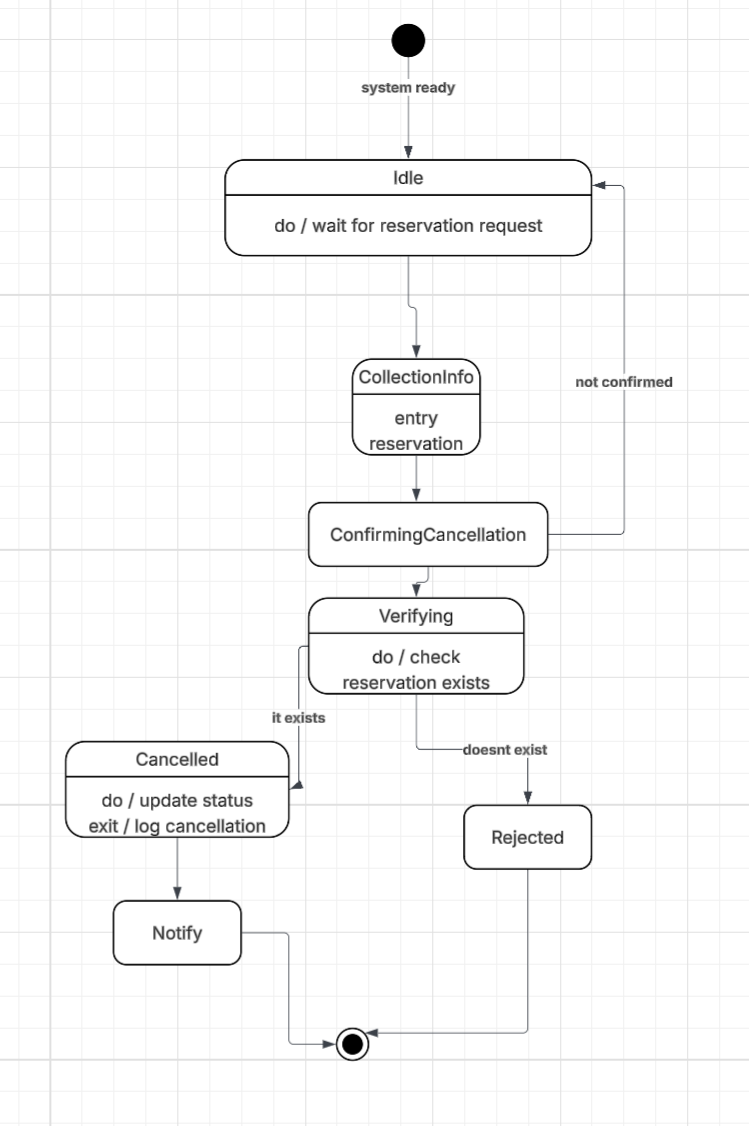 system ready
Idle
do / wait for reservation request
CollectionInfo
not confirmed
entry
reservation
ConfirmingCancellation
Verifying
do / check
reservation exists
it exists
doesnt exist
Cancelled
do / update status
exit / log cancellation
Rejected
Notify